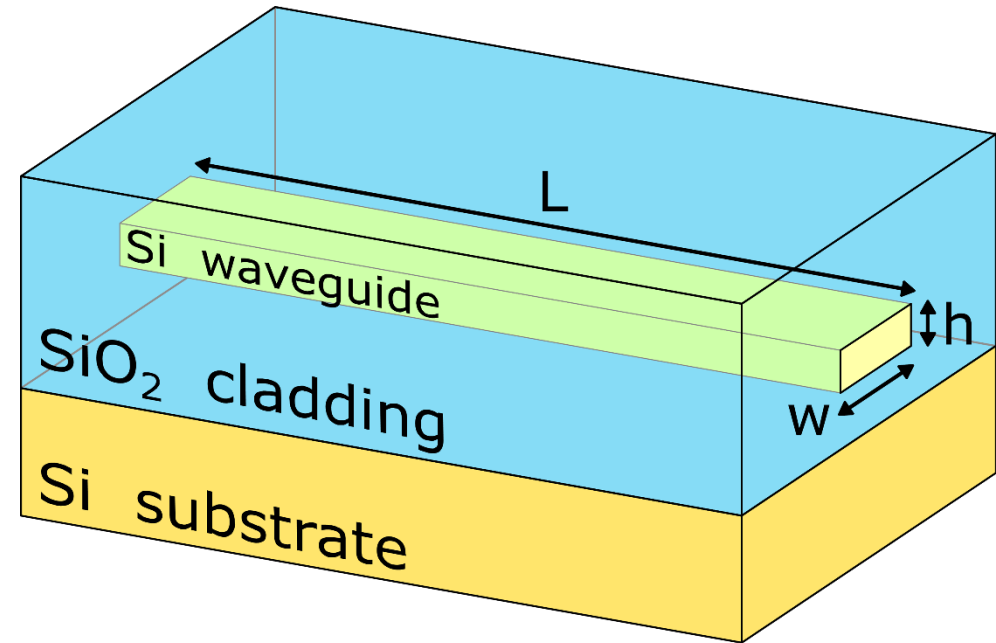 L
Si waveguide
h
w
SiO₂ cladding
Si substrate